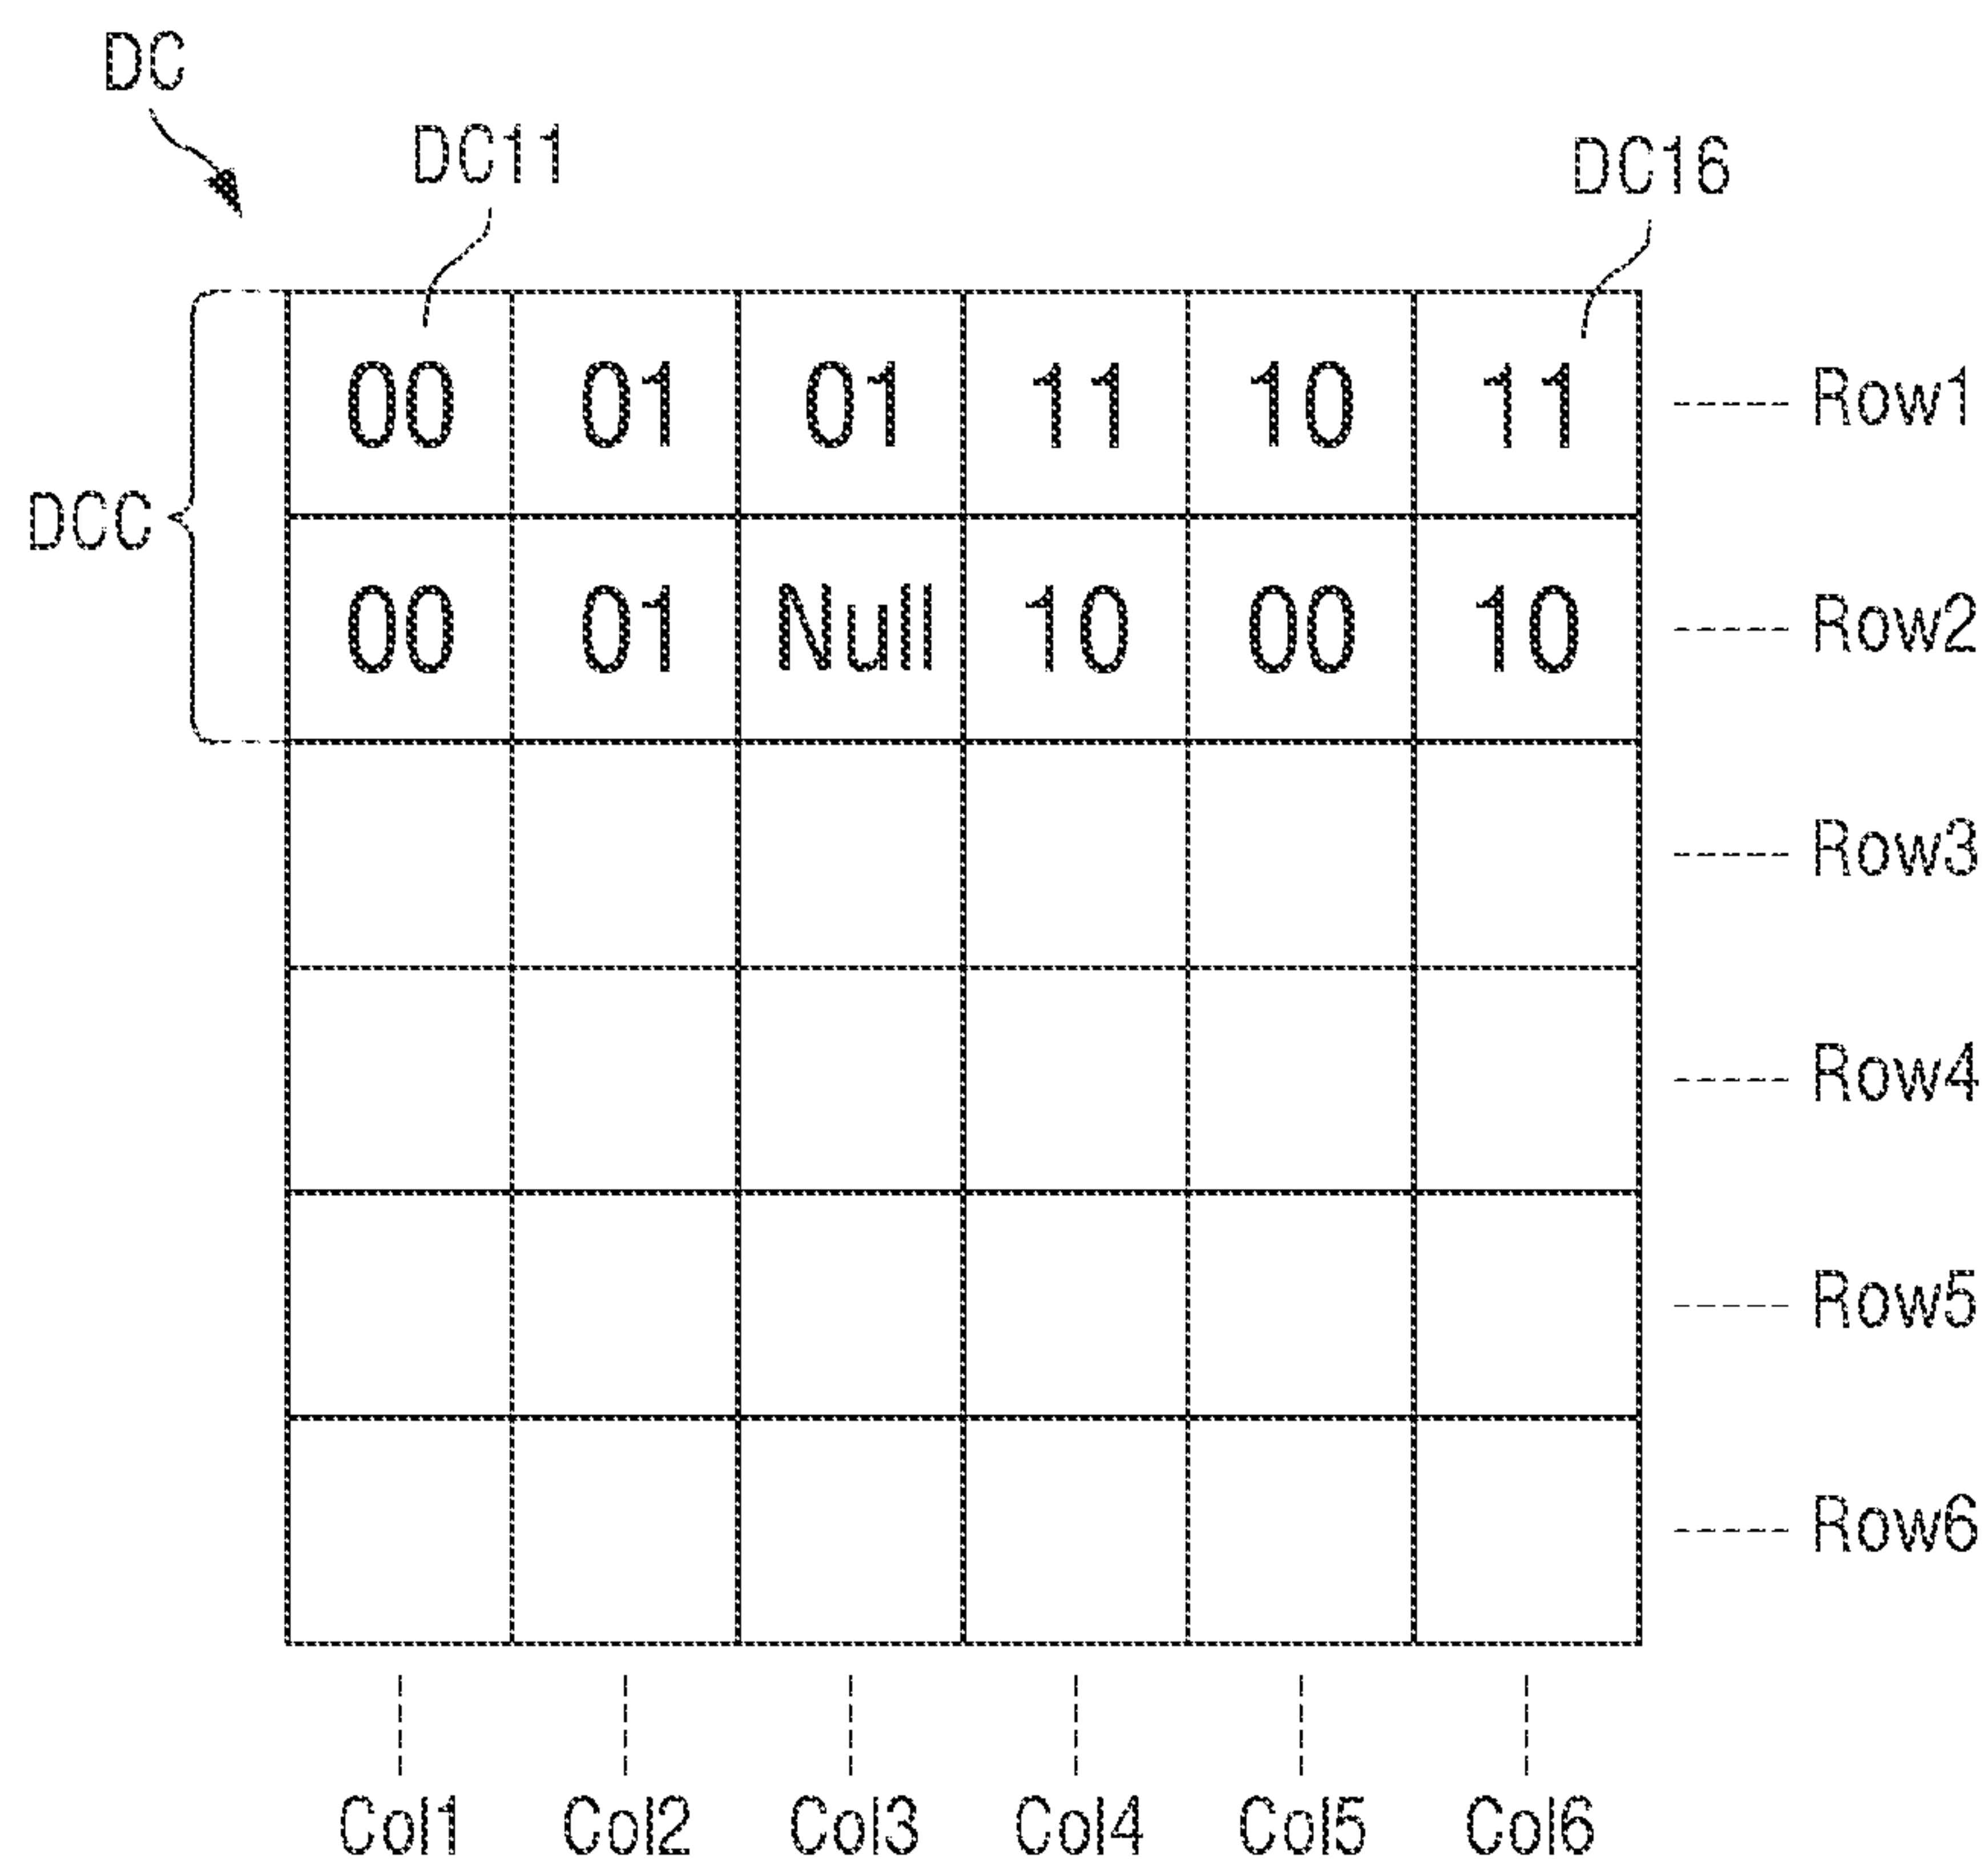 DC
DC11
DC16
00 01 01 11 10 11 Row1
DCC
00 01 Null 10 00 10 Row2
Row3
Row4
Row5
Row6
Col1 Col2 Col3 Col4 Col5 Col6